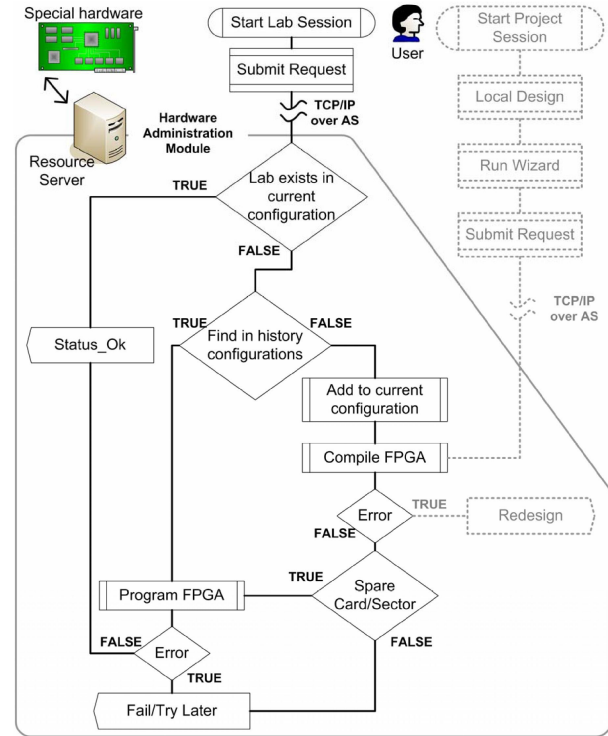 Special hardware
Start Lab Session
User
Start Project
Session
Submit Request
Local Design
TCP/IP
over AS
Hardware
Administration
Module
Resource
Server
Run Wizard
TRUE
Lab exists in
current
configuration
Submit Request
FALSE
TCP/IP
over AS
TRUE
FALSE
Status_Ok
Find in history
configurations
Add to current
configuration
Compile FPGA
Error
TRUE
Redesign
FALSE
TRUE
Program FPGA
Spare
Card/Sector
FALSE
Error
FALSE
TRUE
Fail/Try Later